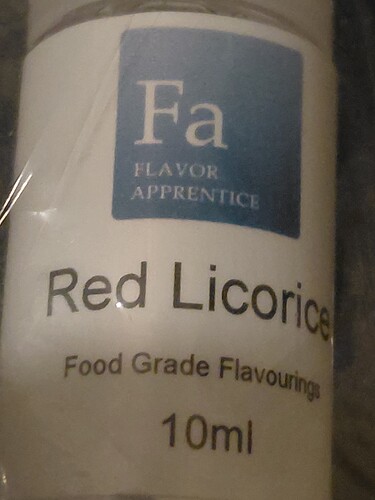 Fa
FLAVOR
APPRENTICE
Red Licorice
Food Grade Flavourings
10ml